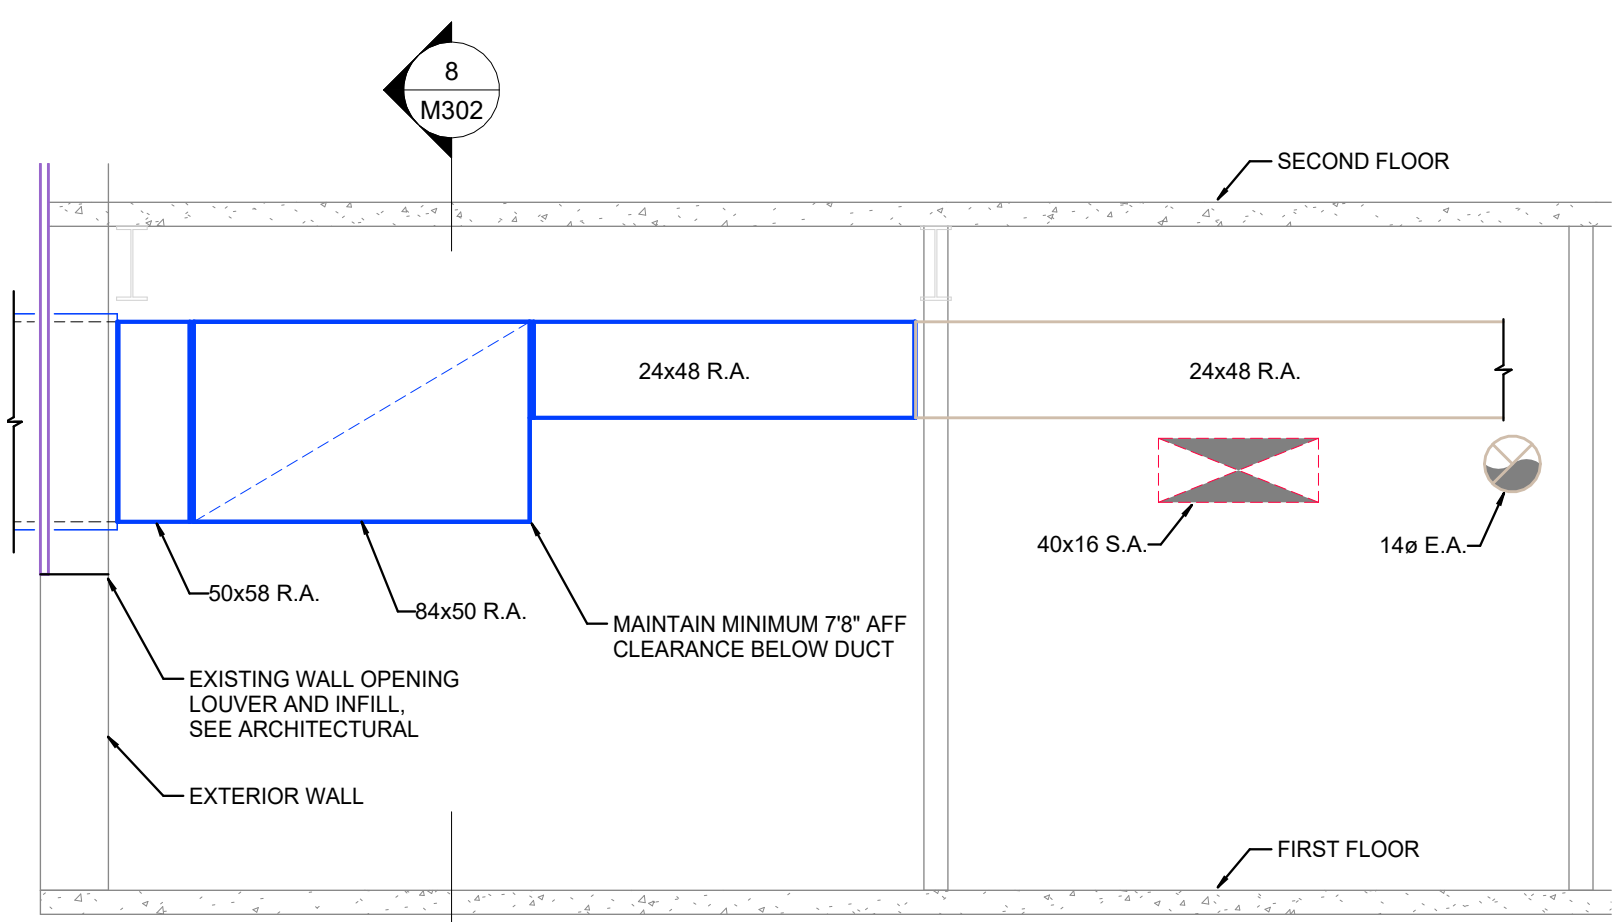 8
M302
SECOND FLOOR
24x48 R.A.
24x48 R.A.
40x16 S.A.
14ø E.A.
50x58 R.A.
84x50 R.A.
MAINTAIN MINIMUM 7'8" AFF
CLEARANCE BELOW DUCT
EXISTING WALL OPENING
LOUVER AND INFILL,
SEE ARCHITECTURAL
EXTERIOR WALL
FIRST FLOOR